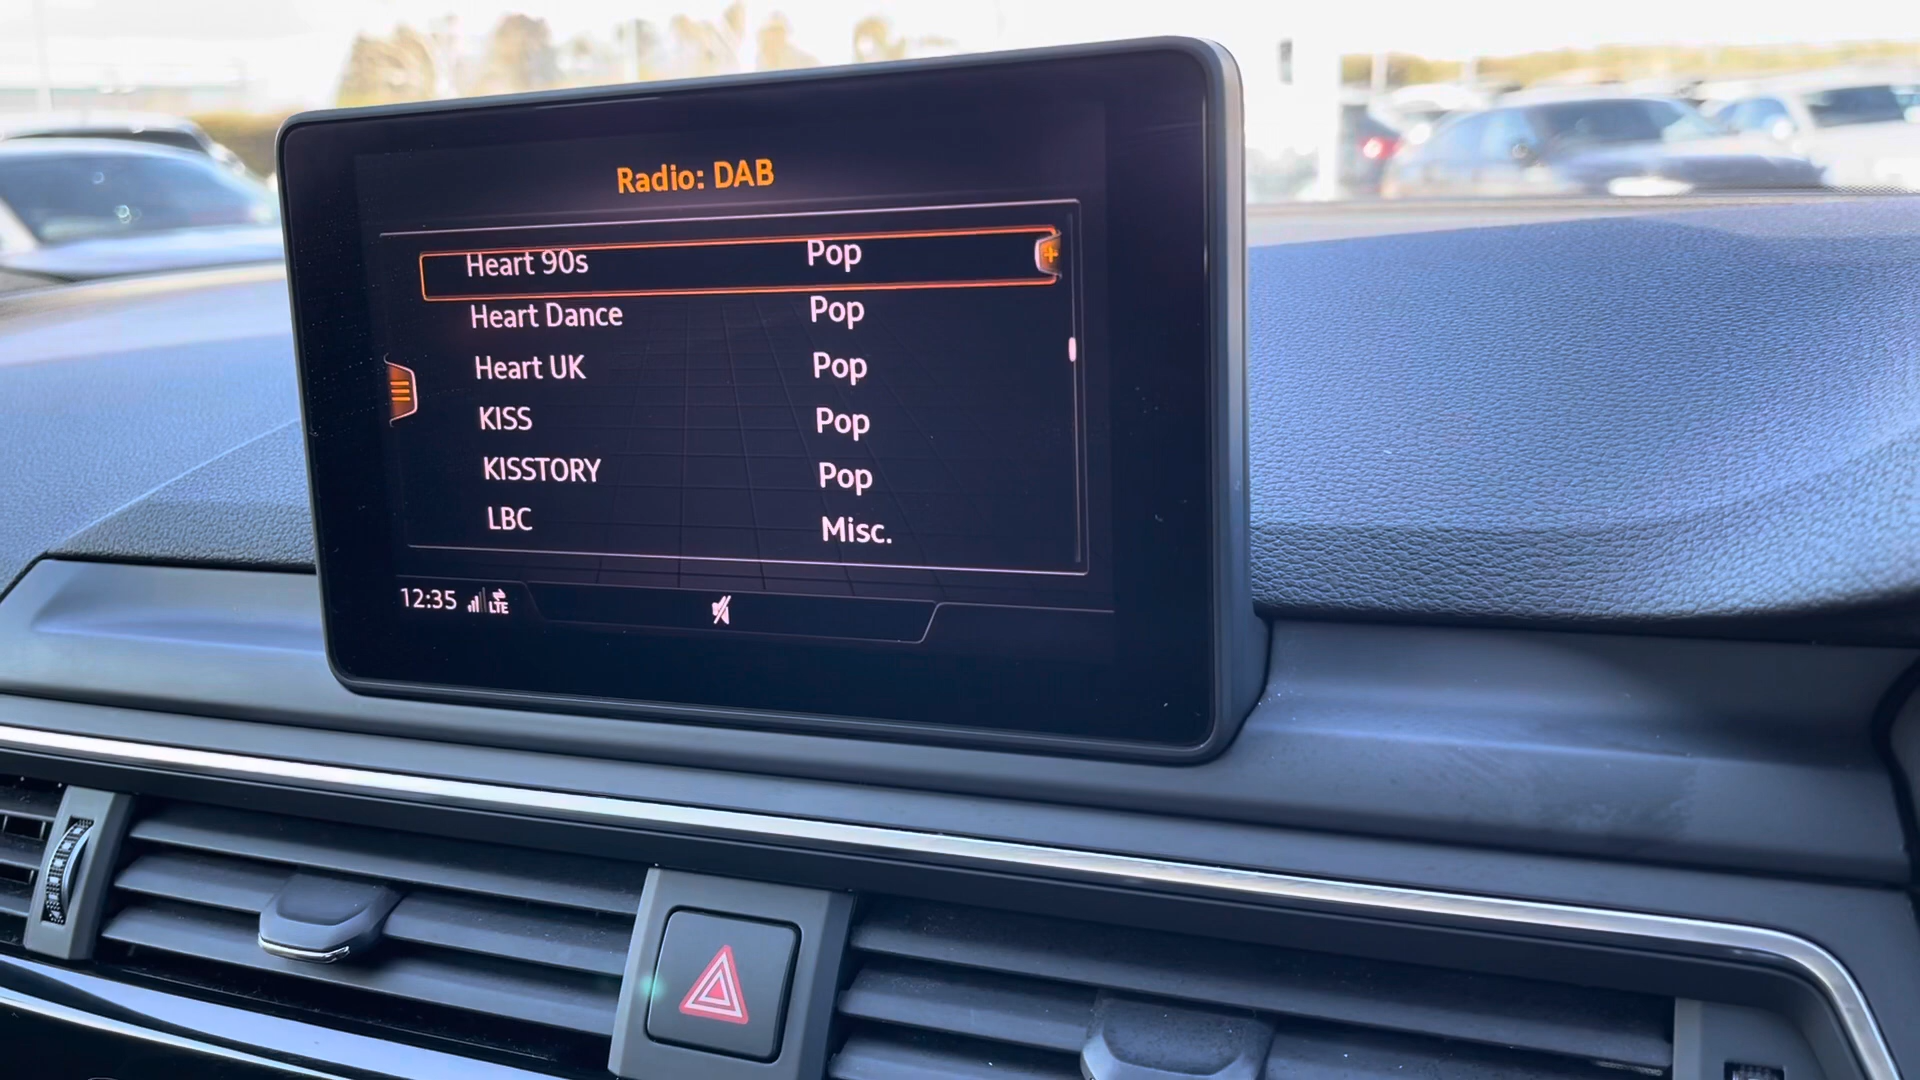 Radio: DAB
Heart 90s Pop
Heart Dance Pop
Heart UK Pop
KISS Pop
KISSTORY Pop
LBC Misc.
12:35 LTE